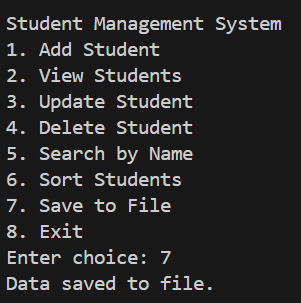 Student Management System
1. Add Student
2. View Students
3. Update Student
4. Delete Student
5. Search by Name
6. Sort Students
7. Save to File
8. Exit
Enter choice: 7
Data saved to file.